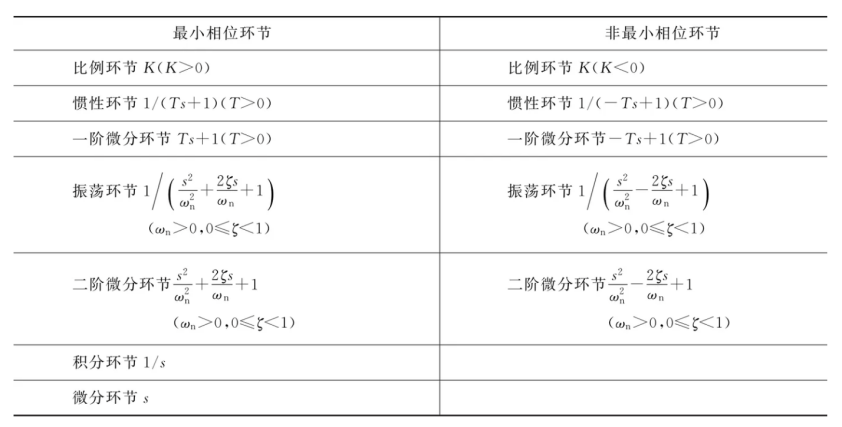 最小相位环节 非最小相位环节
比例环节 K(K>0) 比例环节 K(K<0)
惯性环节 1/(Ts+1)(T>0) 惯性环节 1/(-Ts+1)(T>0)
一阶微分环节 Ts+1(T>0) 一阶微分环节-Ts+1(T>0)
振荡环节 1/(s²/ωₙ²+2ζs/ωₙ+1) 振荡环节 1/(s²/ωₙ²-2ζs/ωₙ+1)
(ωₙ>0,0≤ζ<1) (ωₙ>0,0≤ζ<1)
二阶微分环节 s²/ωₙ²+2ζs/ωₙ+1 二阶微分环节 s²/ωₙ²-2ζs/ωₙ+1
(ωₙ>0,0≤ζ<1) (ωₙ>0,0≤ζ<1)
积分环节 1/s
微分环节 s